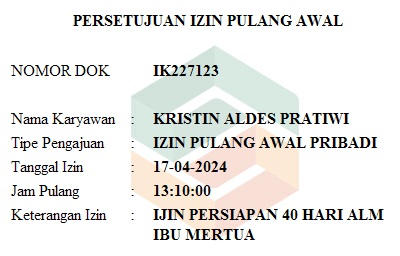 PERSETUJUAN IZIN PULANG AWAL
NOMOR DOK IK227123
Nama Karyawan : KRISTIN ALDES PRATIWI
Tipe Pengajuan : IZIN PULANG AWAL PRIBADI
Tanggal Izin : 17-04-2024
Jam Pulang : 13:10:00
Keterangan Izin : IJIN PERSIAPAN 40 HARI ALM
IBU MERTUA